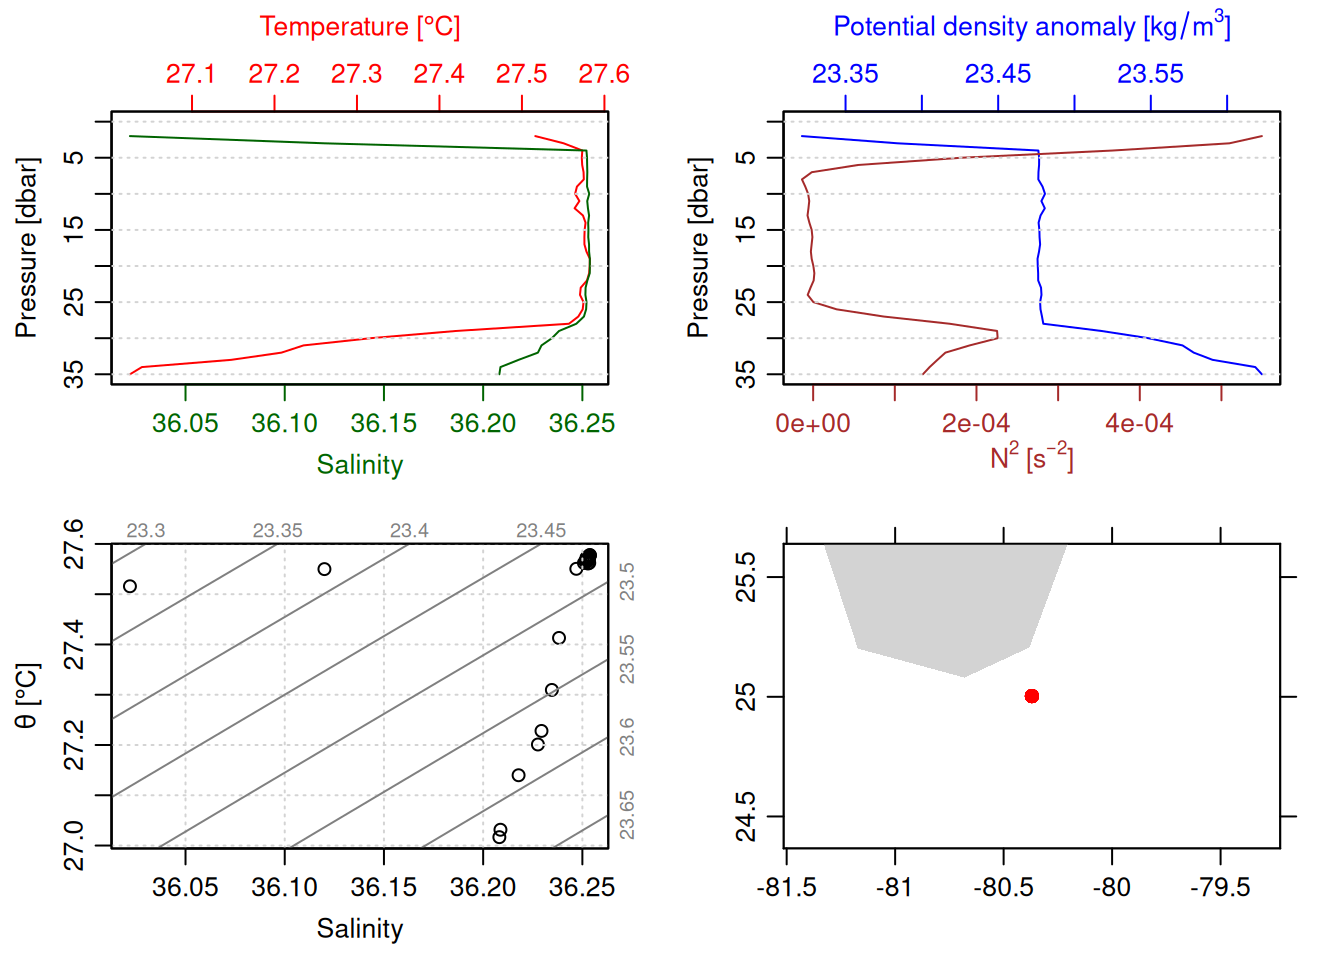 Temperature [°C]
27.1 27.2 27.3 27.4 27.5 27.6
Pressure [dbar]
5 15 25 35
36.05 36.10 36.15 36.20 36.25
Salinity
Potential density anomaly [kg/m³]
23.35 23.45 23.55
Pressure [dbar]
5 15 25 35
0e+00 2e-04 4e-04
N² [s⁻²]
23.3 23.35 23.4 23.45
23.5 23.55 23.6 23.65
θ [°C]
27.6 27.4 27.2 27.0
36.05 36.10 36.15 36.20 36.25
Salinity
25.5 25 24.5
-81.5 -81 -80.5 -80 -79.5